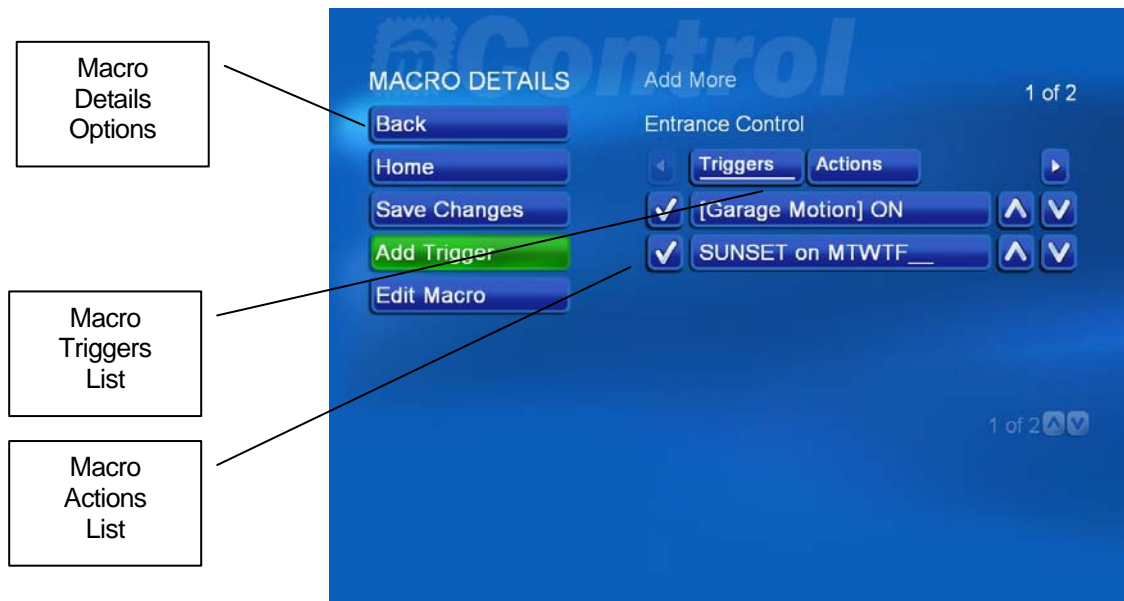 Macro
Details
Options
Macro
Triggers
List
Macro
Actions
List
mControl
MACRO DETAILS
Back
Home
Save Changes
Add Trigger
Edit Macro
Add More
1 of 2
Entrance Control
Triggers Actions
[Garage Motion] ON
SUNSET on MTWTF__
1 of 2